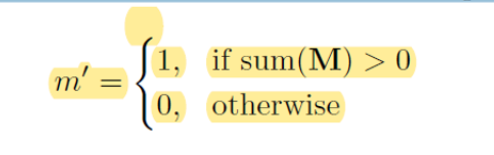 m′ = { 1, if sum(M) > 0
0, otherwise